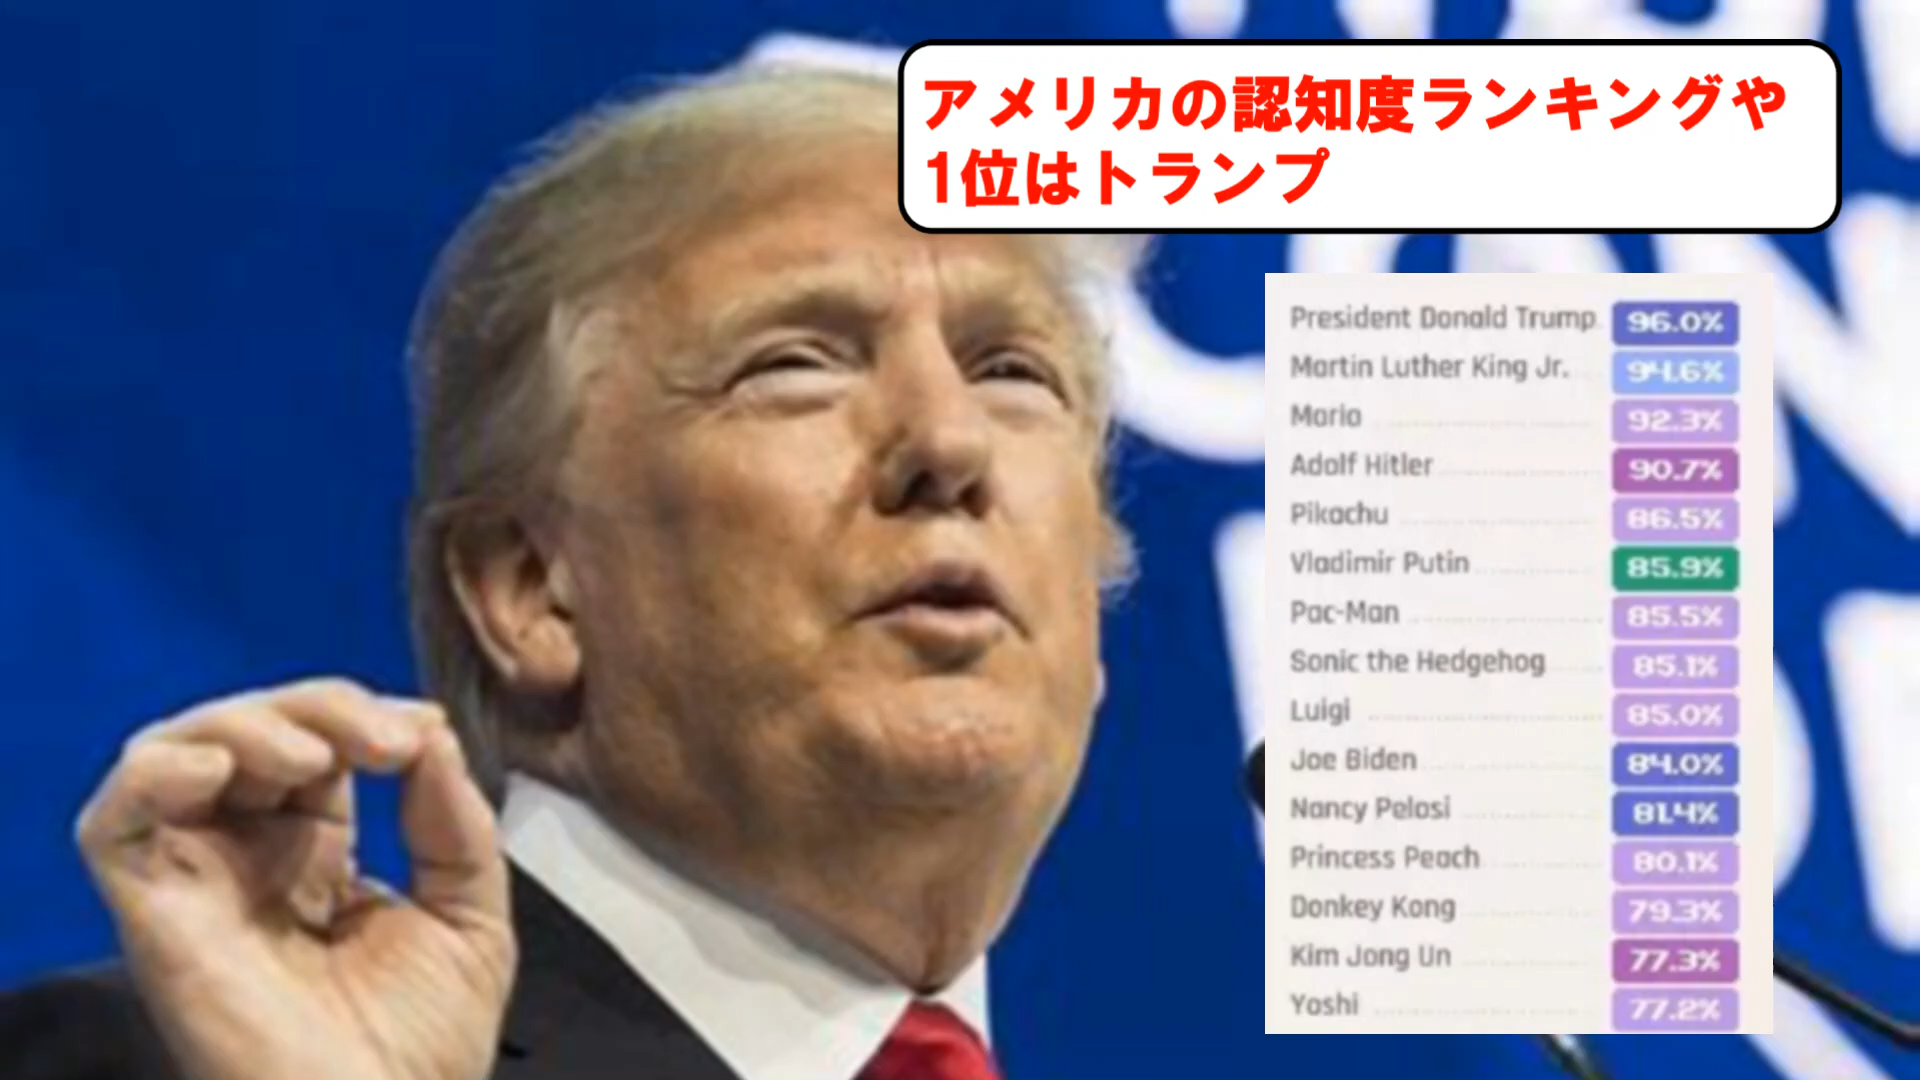 アメリカの認知度ランキングや
1位はトランプ
President Donald Trump 96.0%
Martin Luther King Jr. 94.6%
Mario 92.3%
Adolf Hitler 90.7%
Pikachu 86.5%
Vladimir Putin 85.9%
Pac-Man 85.5%
Sonic the Hedgehog 85.1%
Luigi 85.0%
Joe Biden 84.0%
Nancy Pelosi 81.4%
Princess Peach 80.1%
Donkey Kong 79.3%
Kim Jong Un 77.3%
Yoshi 77.2%